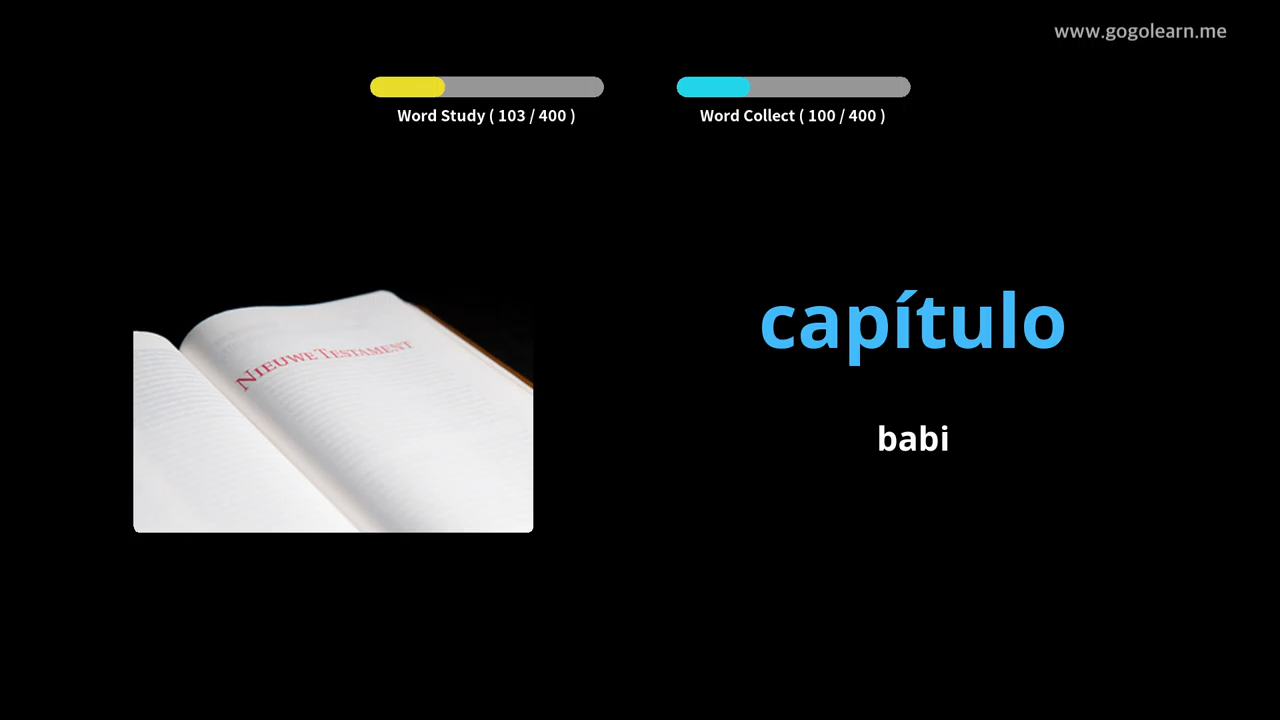 www.gogolearn.me
Word Study ( 103 / 400 )
Word Collect ( 100 / 400 )
NIEUWE TESTAMENT
capítulo
babi